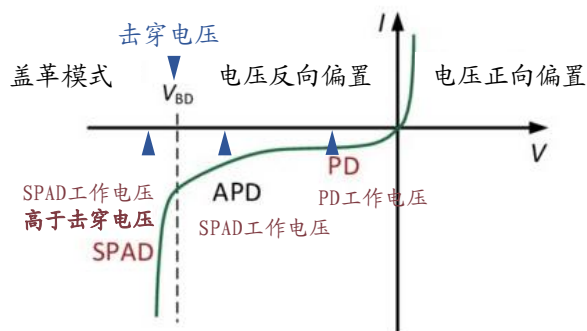 击穿电压
I
盖革模式
V_BD
电压反向偏置
电压正向偏置
V
PD
SPAD工作电压
APD
PD工作电压
高于击穿电压
SPAD工作电压
SPAD